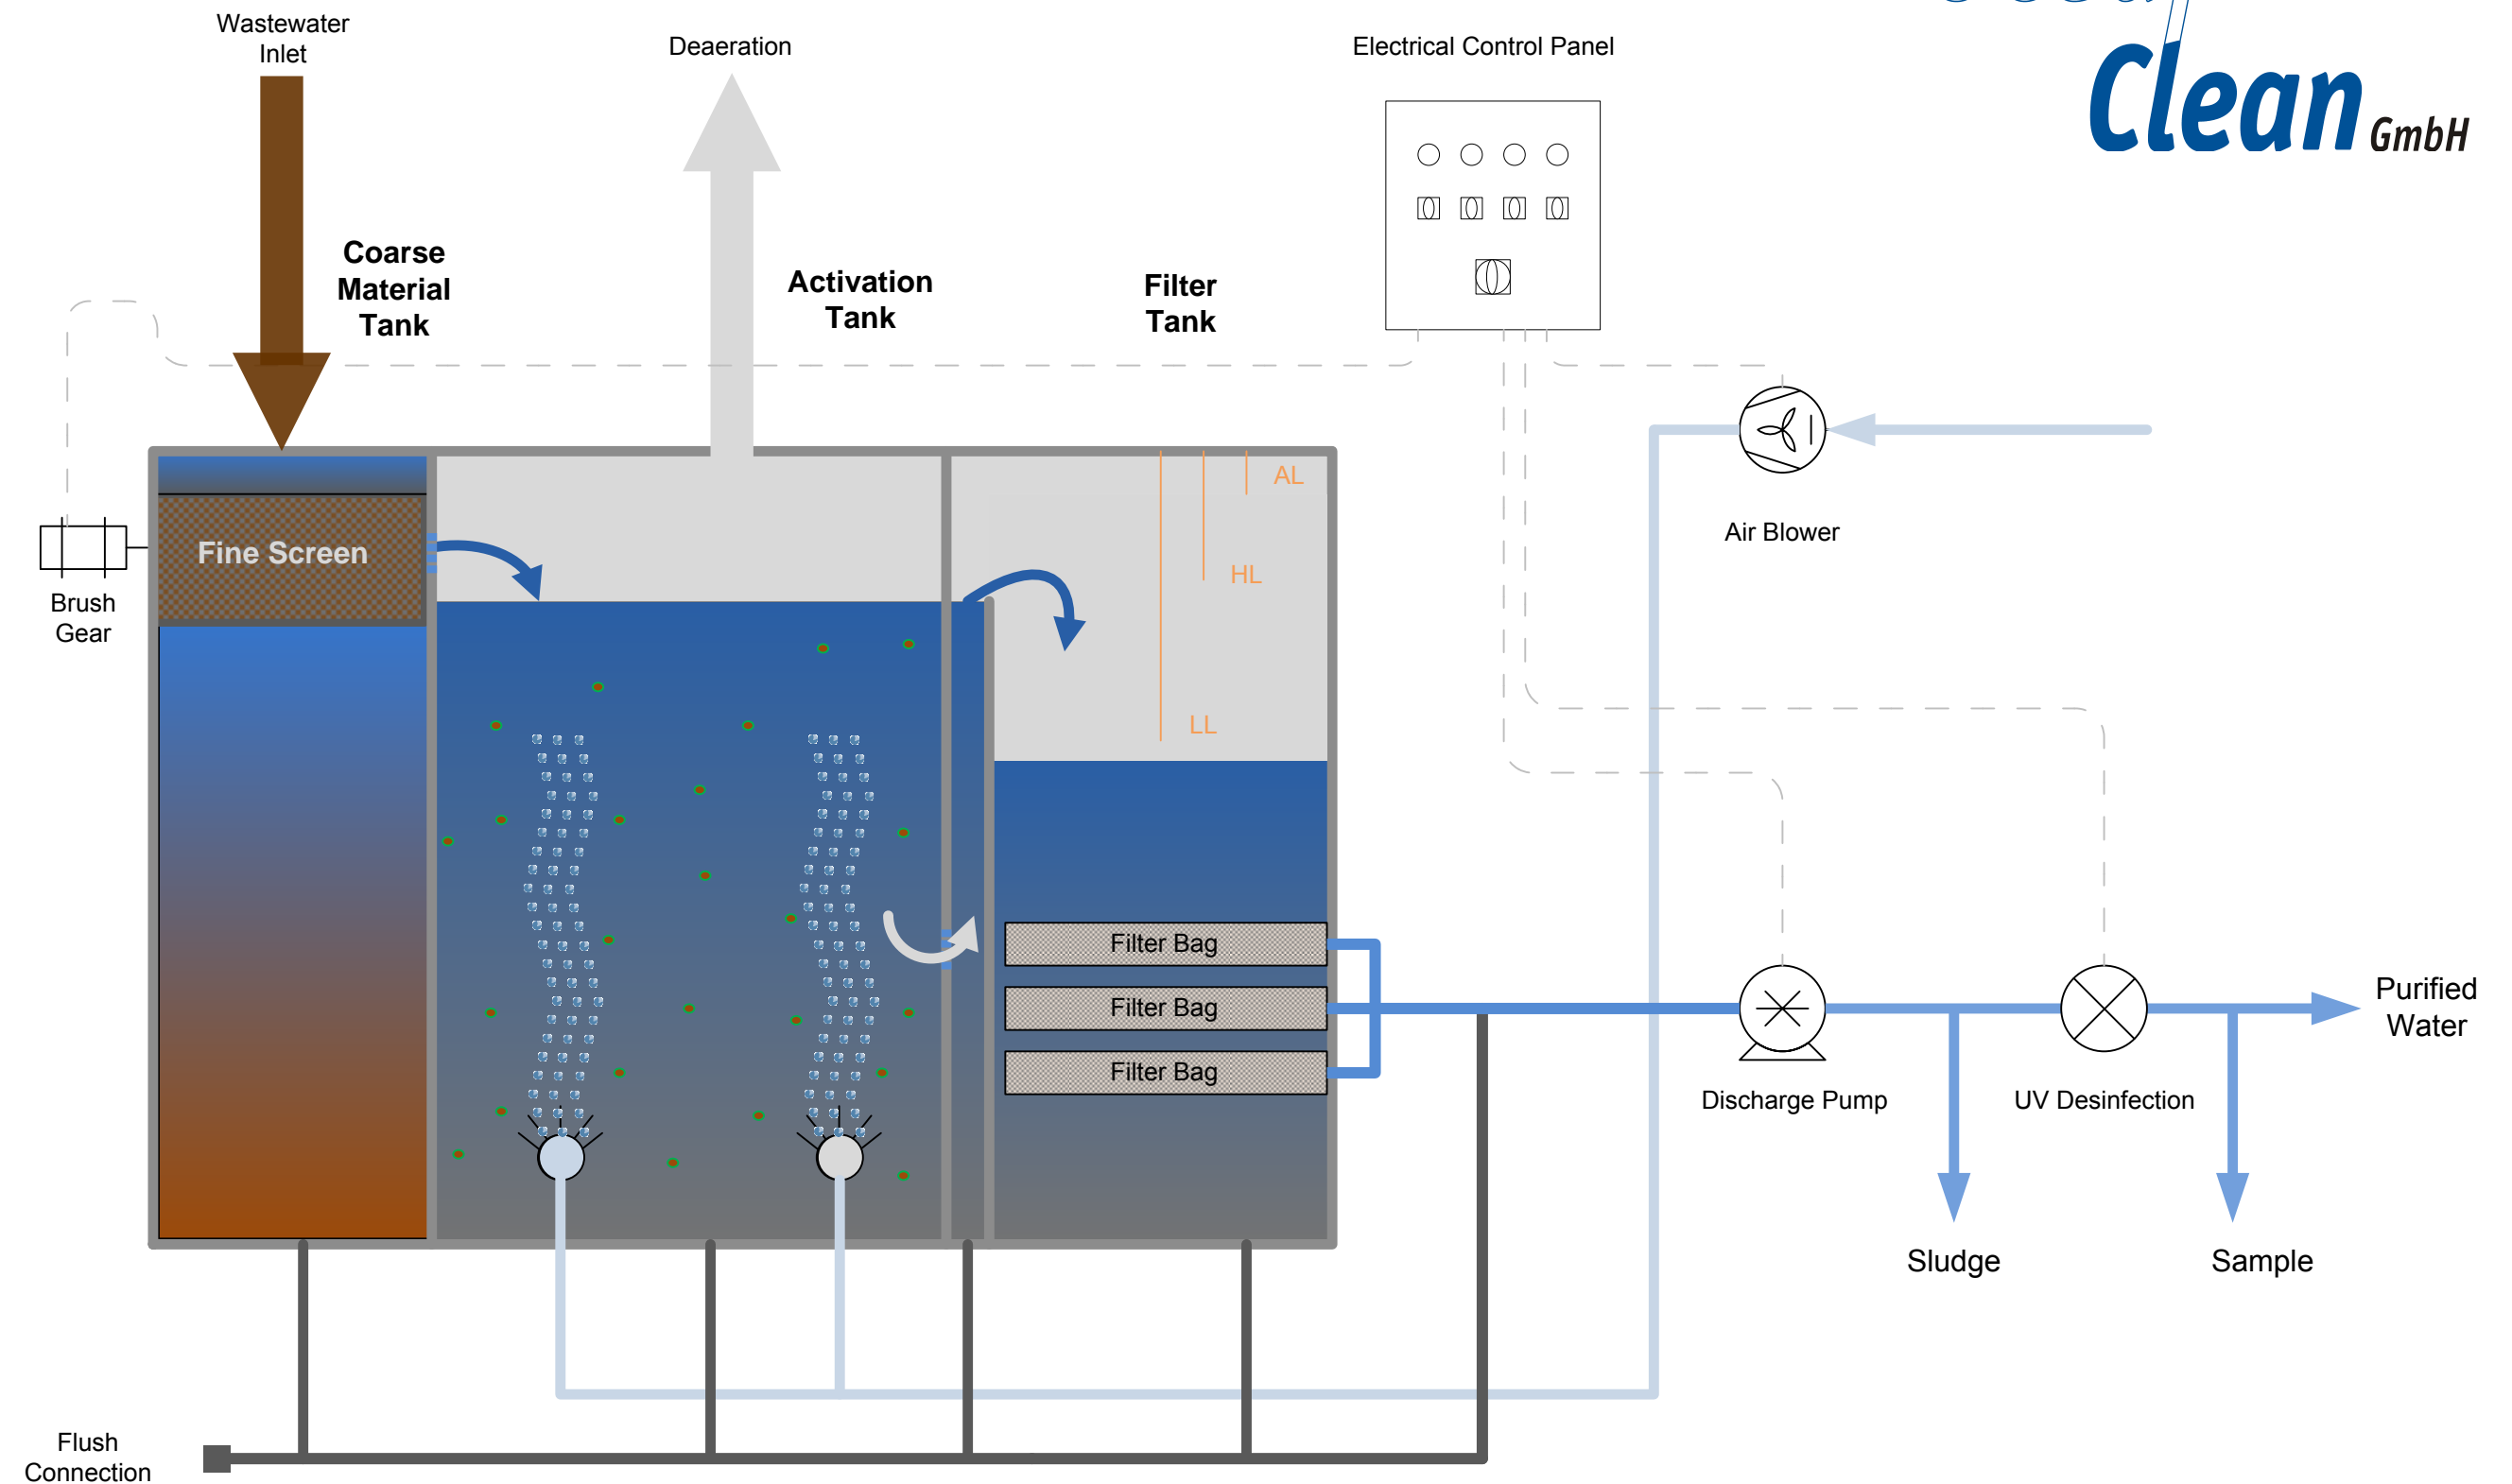 Wastewater
Inlet
Deaeration
Electrical Control Panel
Clean GmbH
Coarse
Material
Tank
Activation
Tank
Filter
Tank
AL
HL
LL
Fine Screen
Brush
Gear
Air Blower
Filter Bag
Filter Bag
Filter Bag
Discharge Pump
UV Desinfection
Purified
Water
Sludge
Sample
Flush
Connection